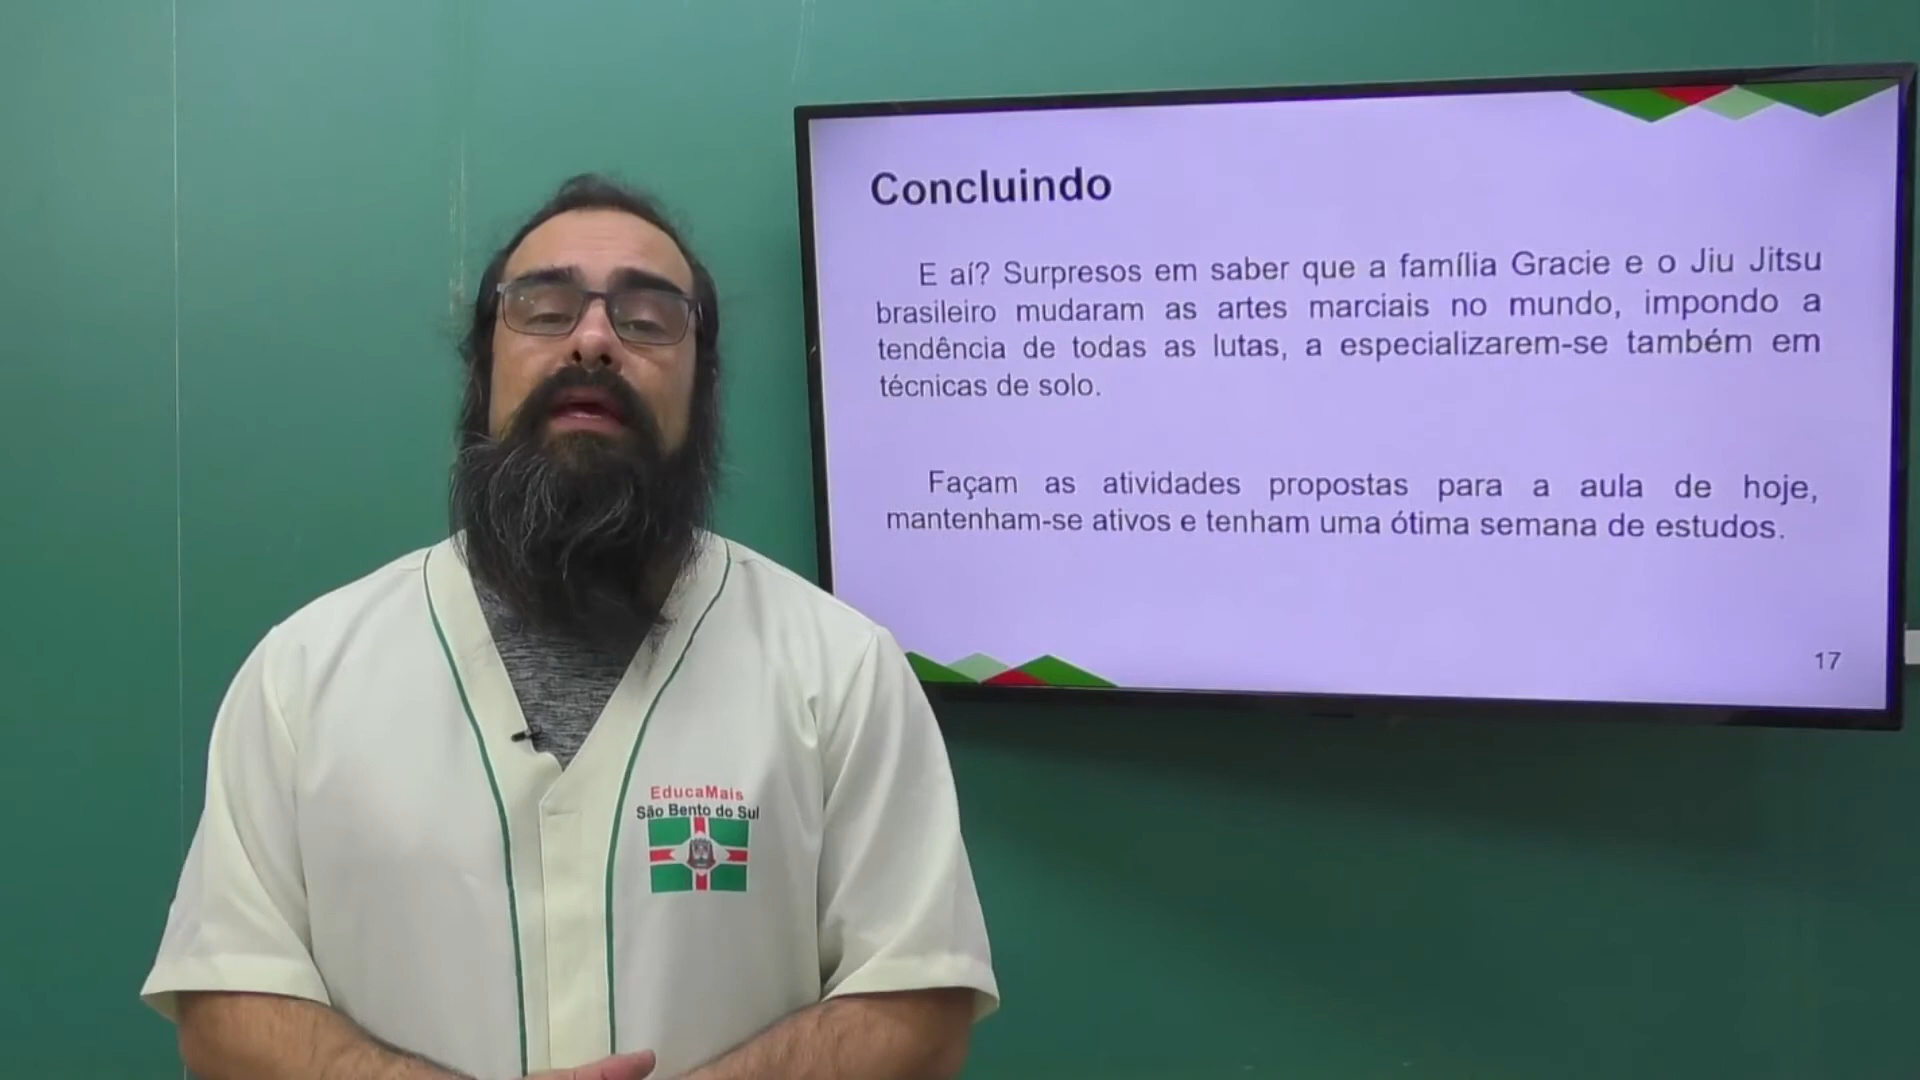 Concluindo
E aí? Surpresos em saber que a família Gracie e o Jiu Jitsu
brasileiro mudaram as artes marciais no mundo, impondo a
tendência de todas as lutas, a especializarem-se também em
técnicas de solo.
Façam as atividades propostas para a aula de hoje,
mantenham-se ativos e tenham uma ótima semana de estudos.
17
EducaMais
São Bento do Sul